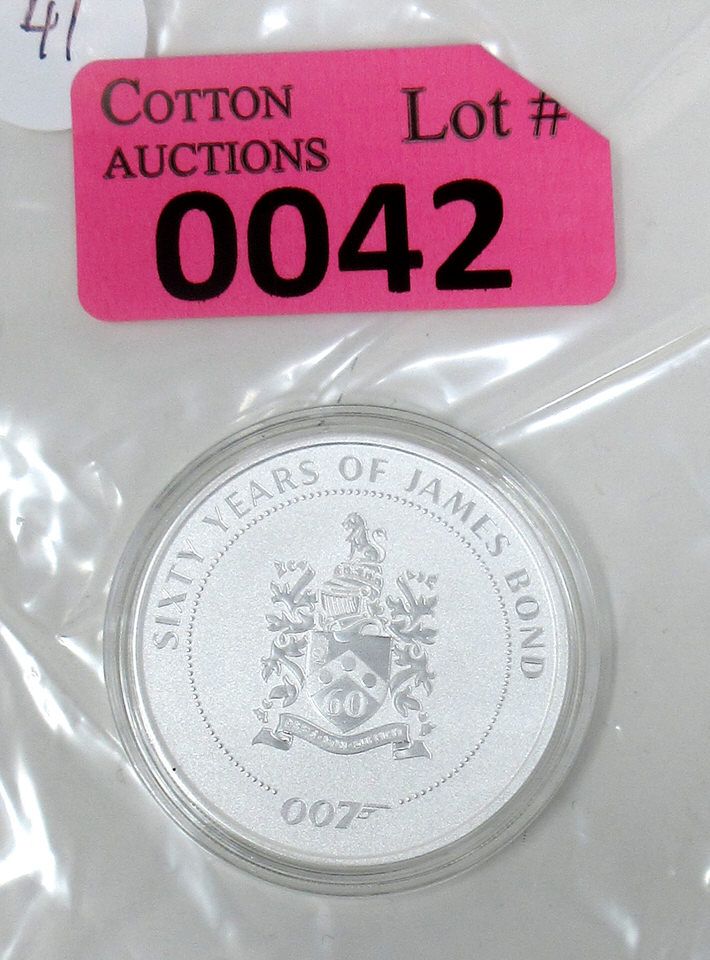 41
COTTON
AUCTIONS
Lot #
0042
SIXTY YEARS OF JAMES BOND
60
007